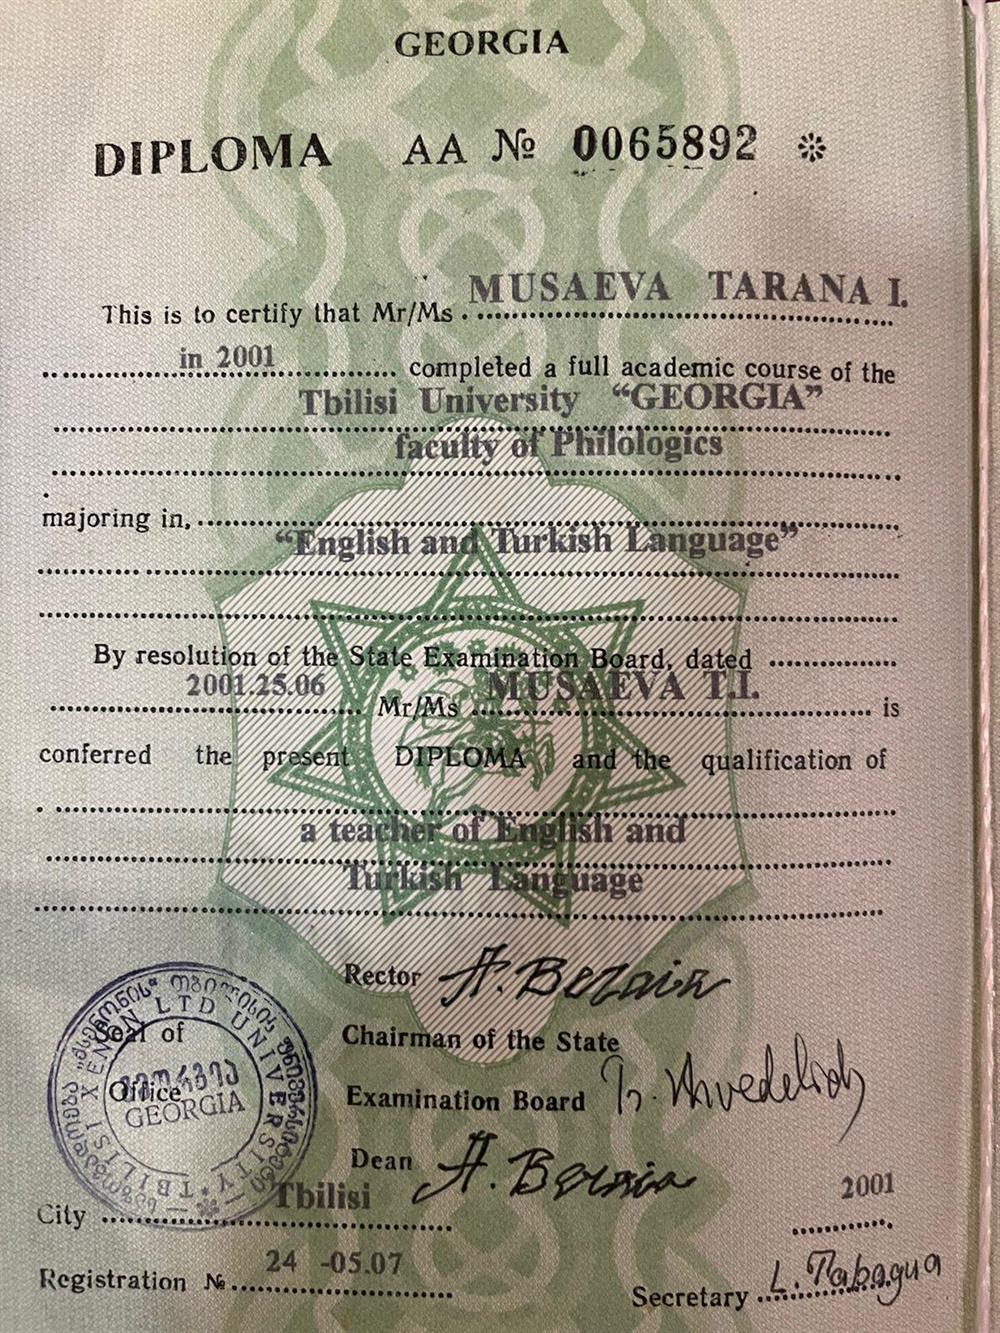 GEORGIA
DIPLOMA AA № 0065892 *
This is to certify that Mr/Ms. MUSAEVA TARANA I.
in 2001 completed a full academic course of the
Tbilisi University “GEORGIA”
faculty of Philologics
majoring in,
“English and Turkish Language”
By resolution of the State Examination Board, dated
2001.25.06 Mr/Ms MUSAEVA T.I. is
conferred the present DIPLOMA and the qualification of
a teacher of English and
Turkish Language
Rector
Chairman of the State
Seal of
Office
Examination Board
Dean
GEORGIA
TBILISI XENON LTD UNIVERSITY
City Tbilisi 2001
Registration № 24 -05.07
Secretary L. Tabagua